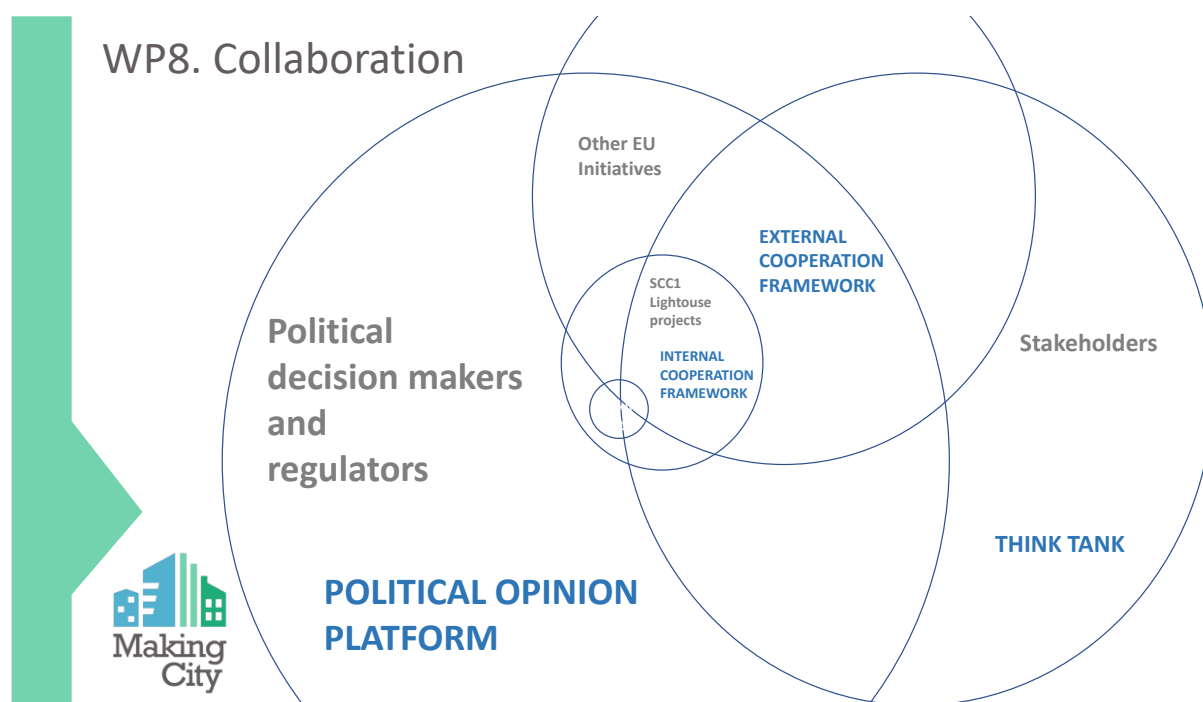 WP8. Collaboration
Other EU
Initiatives
EXTERNAL
COOPERATION
FRAMEWORK
SCC1
Lightouse
projects
Political
decision makers
and
regulators
Stakeholders
INTERNAL
COOPERATION
FRAMEWORK
THINK TANK
POLITICAL OPINION
PLATFORM
Making
City